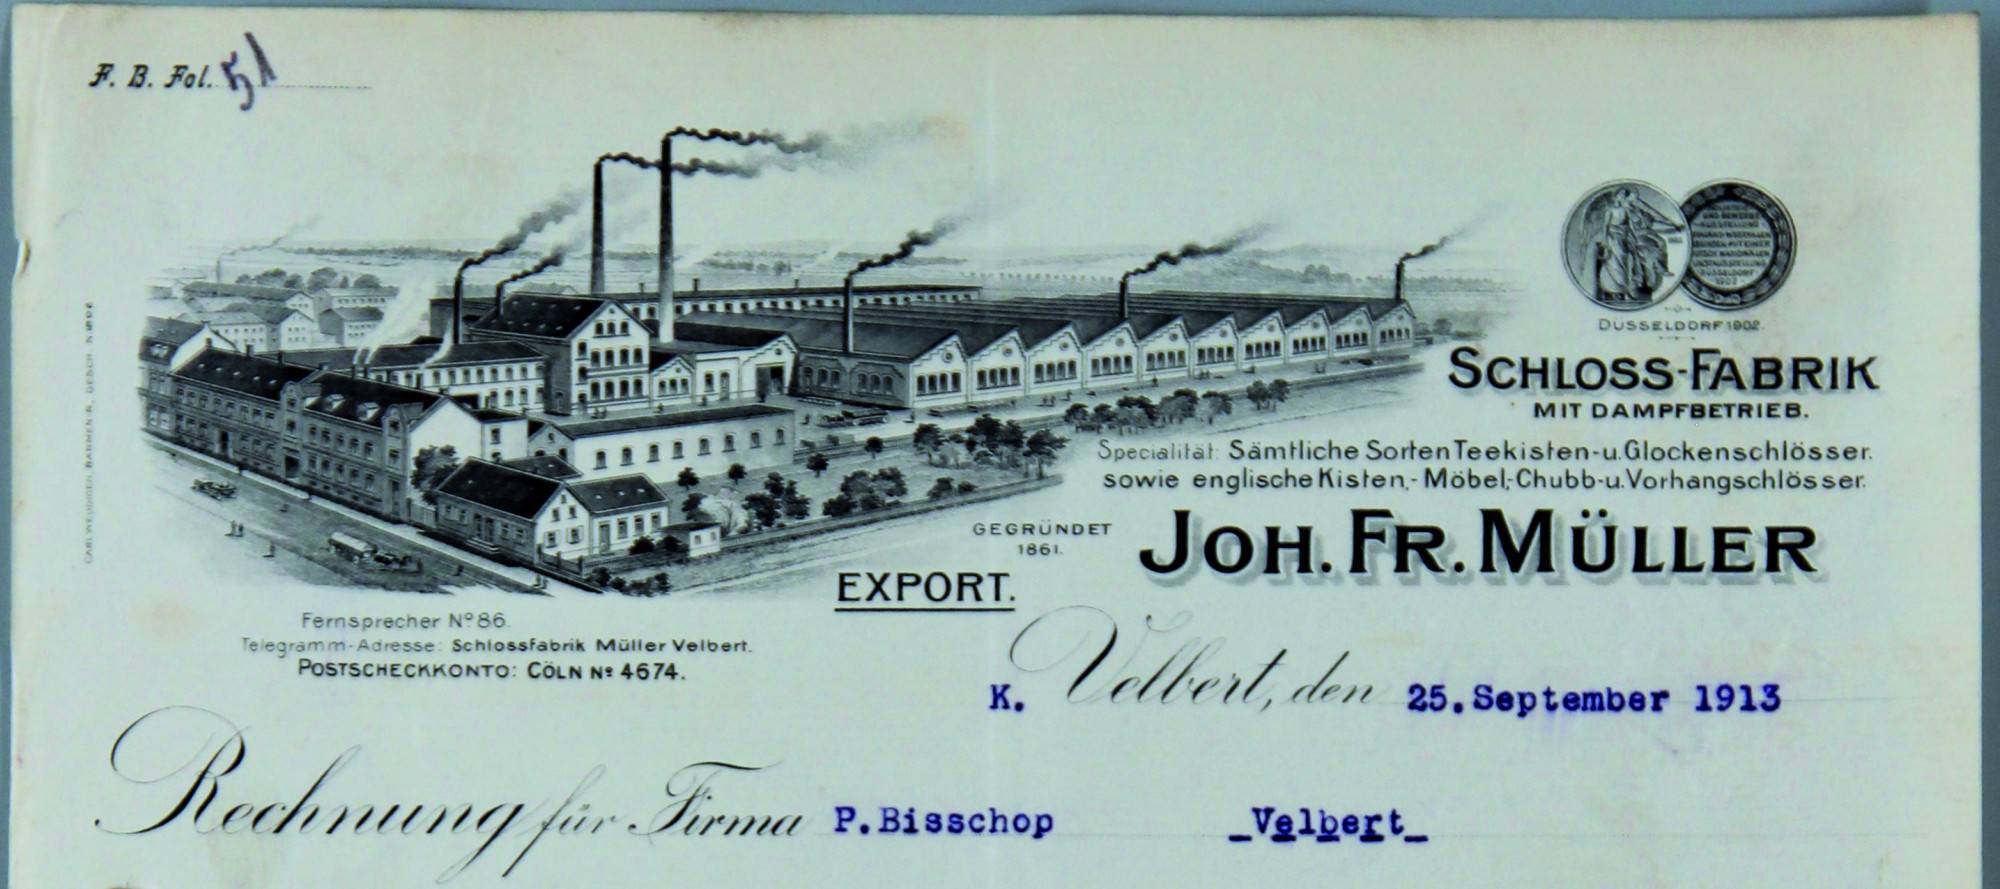 F. B. Fol. 51
DÜSSELDORF 1902.
SCHLOSS-FABRIK
MIT DAMPFBETRIEB.
Specialität: Sämtliche Sorten Teekisten- u. Glockenschlösser.
sowie englische Kisten,- Möbel,- Chubb- u. Vorhangschlösser.
GEGRÜNDET
1861.
JOH. FR. MÜLLER
EXPORT.
Fernsprecher No 86.
Telegramm-Adresse: Schlossfabrik Müller Velbert.
POSTSCHECKKONTO: CÖLN No 4674.
K. Velbert, den 25. September 1913
Rechnung für Firma P. Bisschop _Velbert_